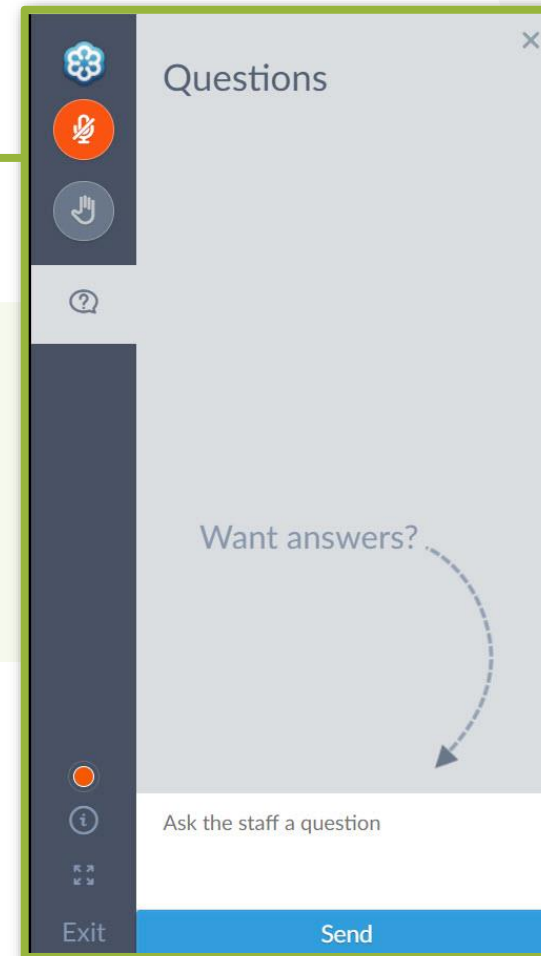 Questions
Want answers?
Ask the staff a question
Exit
Send